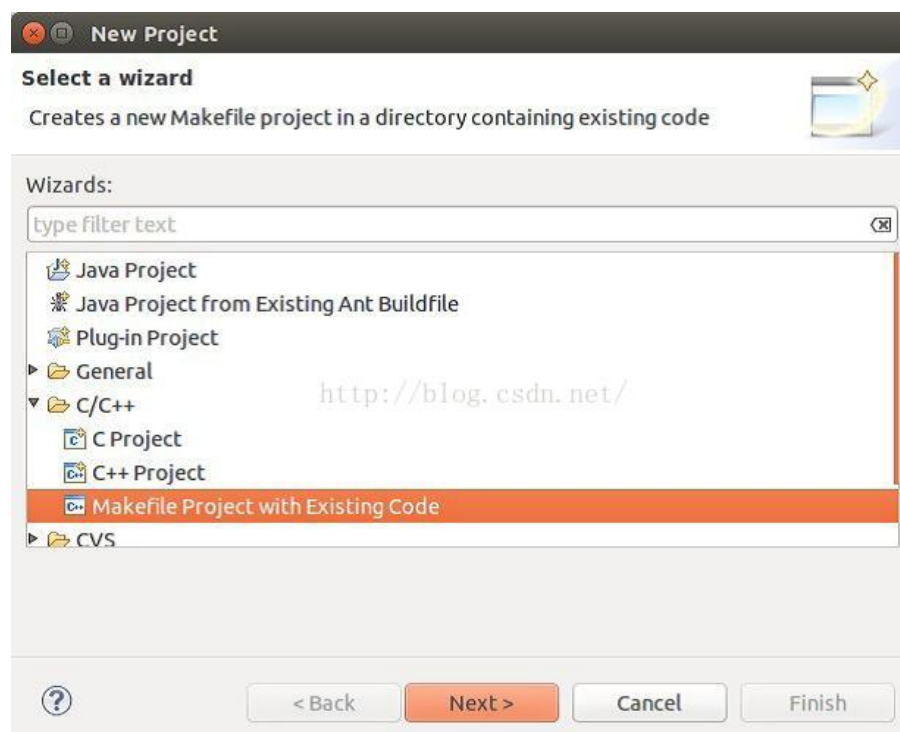 New Project
Select a wizard
Creates a new Makefile project in a directory containing existing code
Wizards:
type filter text
Java Project
Java Project from Existing Ant Buildfile
Plug-in Project
General
http://blog.csdn.net/
C/C++
C Project
C++ Project
Makefile Project with Existing Code
CVS
< Back Next > Cancel Finish